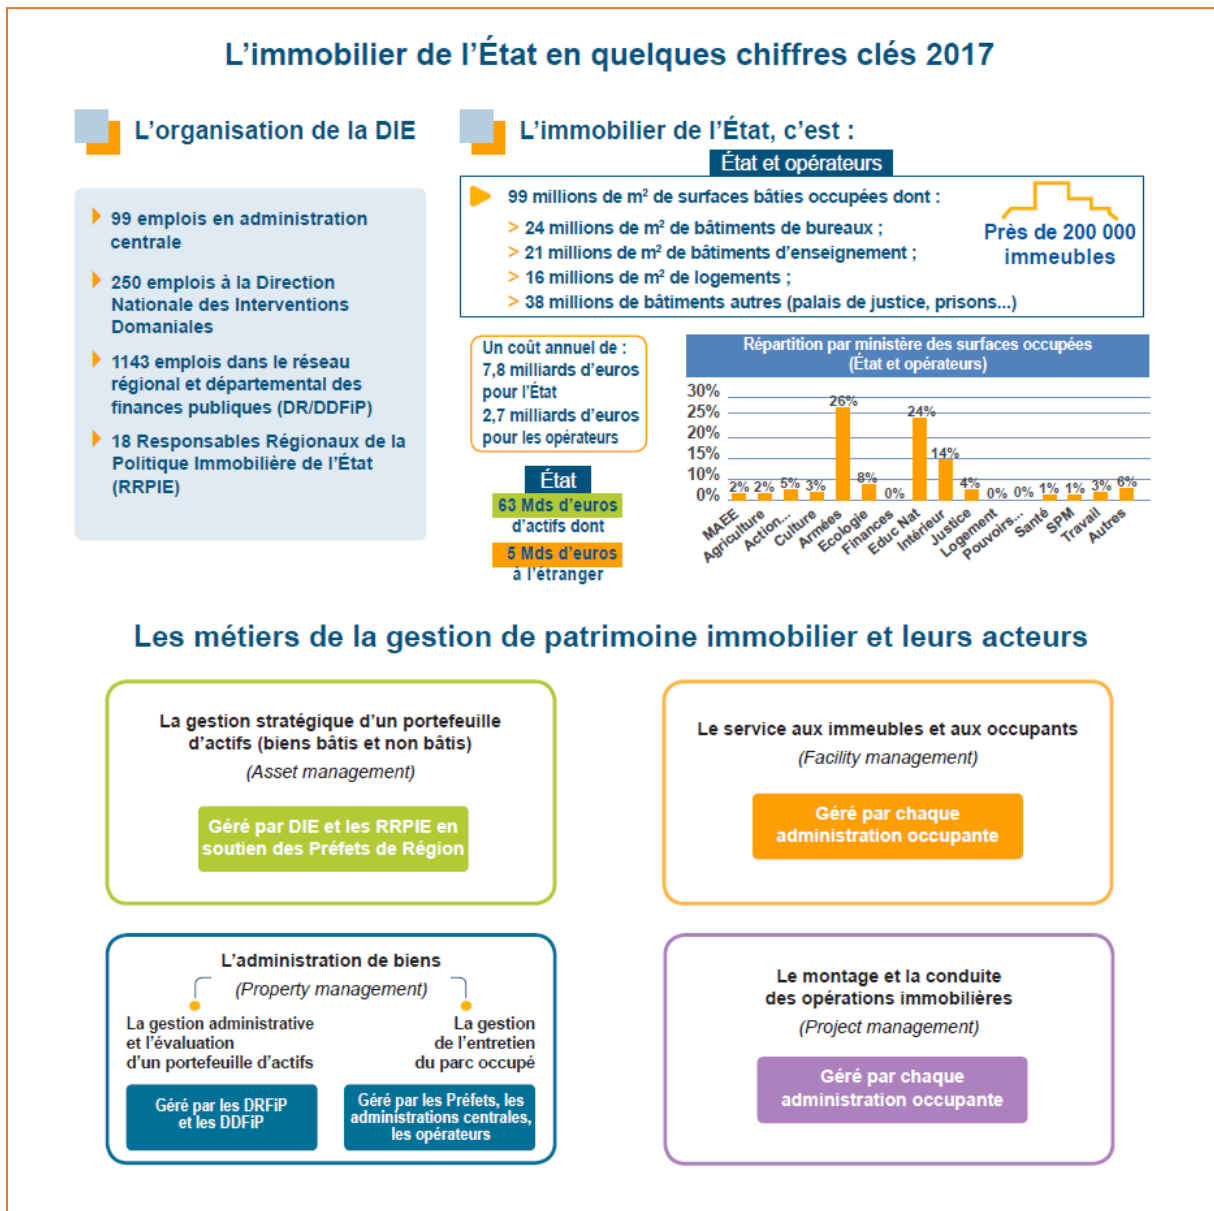 L’immobilier de l’État en quelques chiffres clés 2017
L’organisation de la DIE
99 emplois en administration
centrale
250 emplois à la Direction
Nationale des Interventions
Domaniales
1143 emplois dans le réseau
régional et départemental des
finances publiques (DR/DDFiP)
18 Responsables Régionaux de la
Politique Immobilière de l’État
(RRPIE)
L’immobilier de l’État, c’est :
État et opérateurs
99 millions de m² de surfaces bâties occupées dont :
> 24 millions de m² de bâtiments de bureaux ;
> 21 millions de m² de bâtiments d’enseignement ;
> 16 millions de m² de logements ;
> 38 millions de bâtiments autres (palais de justice, prisons...)
Près de 200 000
immeubles
Un coût annuel de :
7,8 milliards d’euros
pour l’État
2,7 milliards d’euros
pour les opérateurs
État
63 Mds d’euros
d’actifs dont
5 Mds d’euros
à l’étranger
Répartition par ministère des surfaces occupées
(État et opérateurs)
30%
25%
20%
15%
10%
5%
0%
2% 2% 5% 3% 26% 8% 0% 24% 14% 4% 0% 0% 1% 1% 3% 6%
MAEE
Agriculture
Action...
Culture
Armées
Ecologie
Finances
Educ Nat
Intérieur
Justice
Logement
Pouvoirs...
Santé
SPM
Travail
Autres
Les métiers de la gestion de patrimoine immobilier et leurs acteurs
La gestion stratégique d’un portefeuille
d’actifs (biens bâtis et non bâtis)
(Asset management)
Géré par DIE et les RRPIE en
soutien des Préfets de Région
Le service aux immeubles et aux occupants
(Facility management)
Géré par chaque
administration occupante
L’administration de biens
(Property management)
La gestion administrative
et l’évaluation
d’un portefeuille d’actifs
Géré par les DRFiP
et les DDFiP
La gestion
de l’entretien
du parc occupé
Géré par les Préfets, les
administrations centrales,
les opérateurs
Le montage et la conduite
des opérations immobilières
(Project management)
Géré par chaque
administration occupante